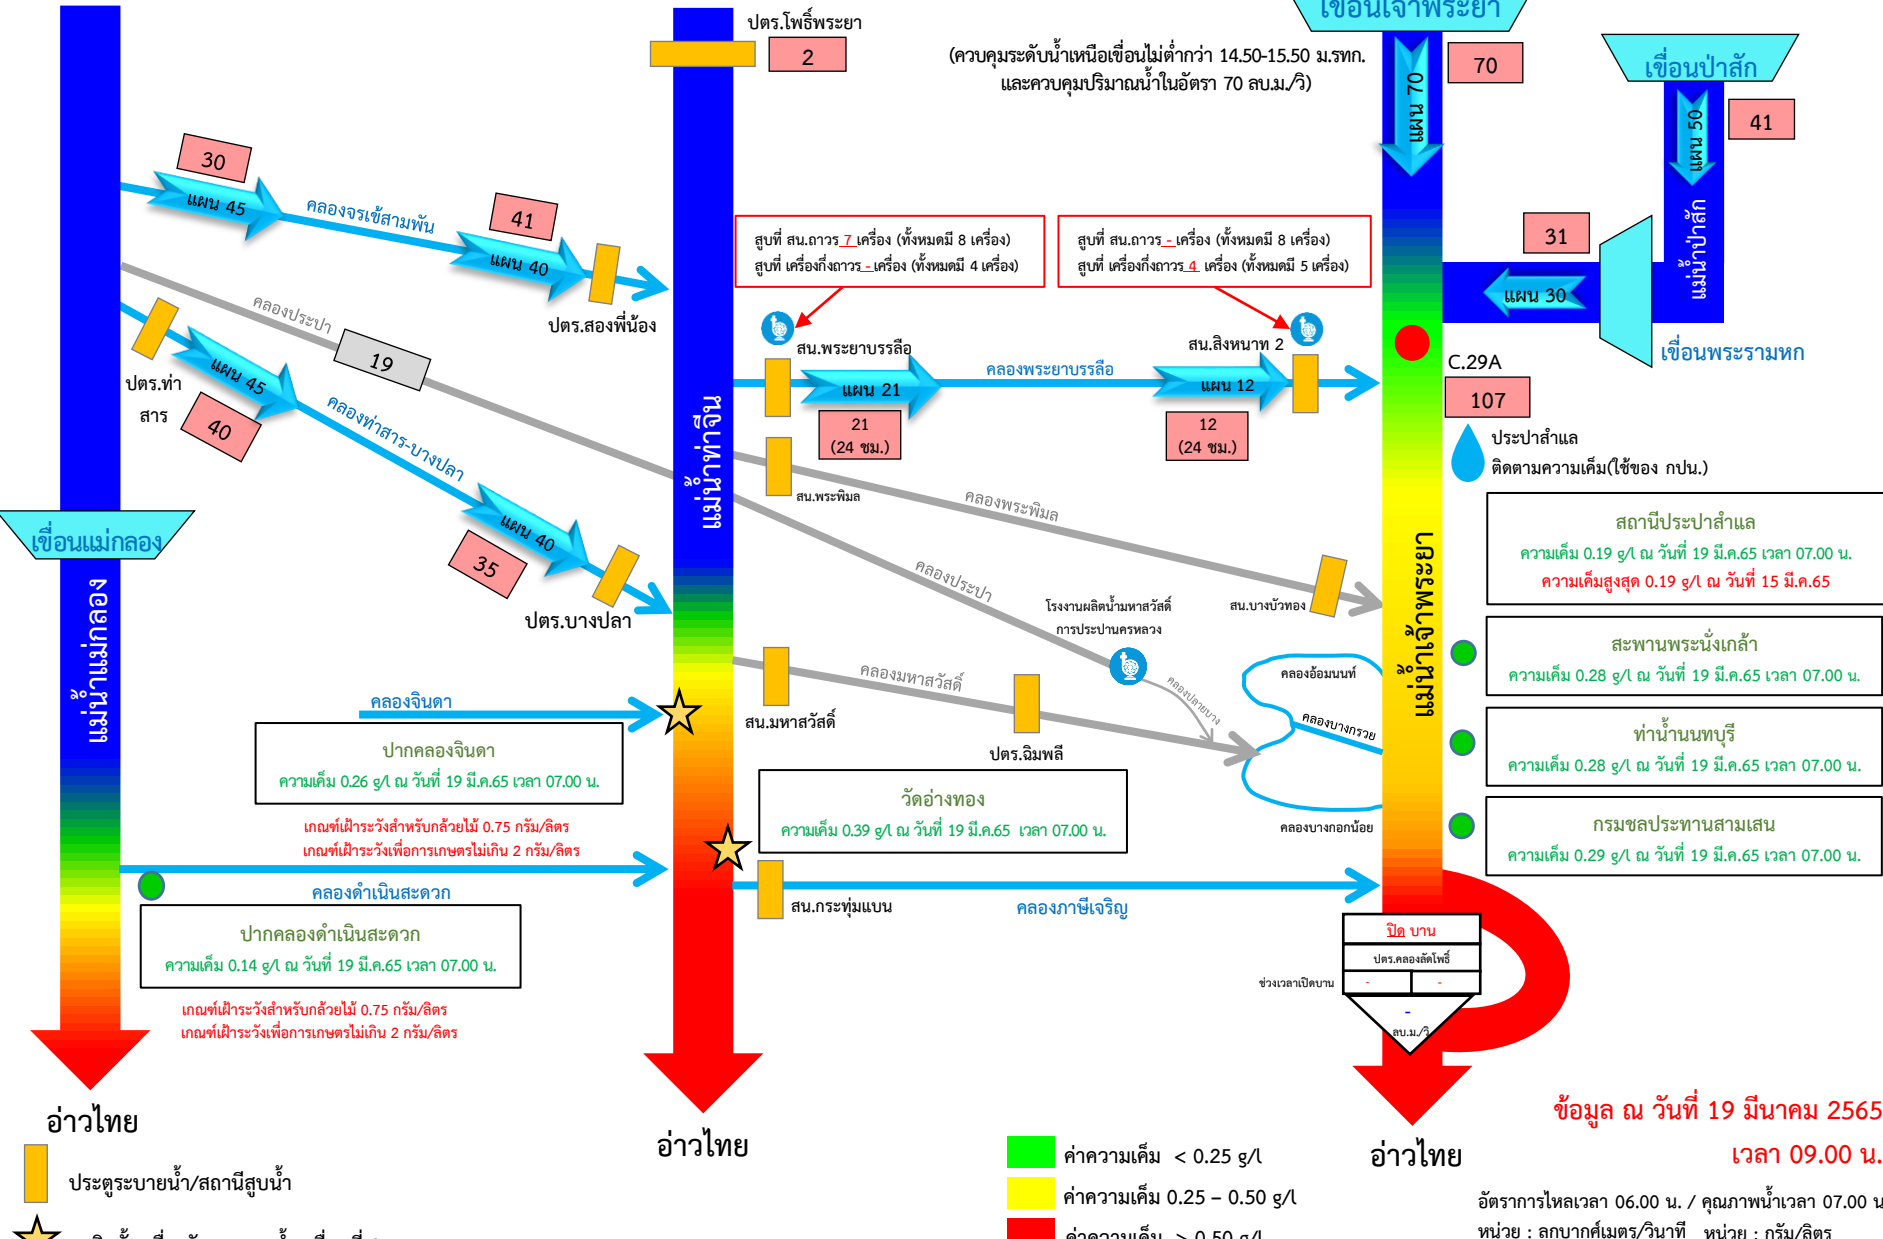 เขื่อนเจ้าพระยา
ปตร.โพธิ์พระยา
2
(ควบคุมระดับน้ำเหนือเขื่อนไม่ต่ำกว่า 14.50-15.50 ม.รทก.
และควบคุมปริมาณน้ำในอัตรา 70 ลบ.ม./วิ)
แผน 70
70
เขื่อนป่าสัก
แผน 50
41
30
แผน 45
คลองจรเข้สามพัน
41
แผน 40
ปตร.สองพี่น้อง
สูบที่ สน.ถาวร 7 เครื่อง (ทั้งหมดมี 8 เครื่อง)
สูบที่ เครื่องกึ่งถาวร - เครื่อง (ทั้งหมดมี 4 เครื่อง)
สูบที่ สน.ถาวร - เครื่อง (ทั้งหมดมี 8 เครื่อง)
สูบที่ เครื่องกึ่งถาวร 4 เครื่อง (ทั้งหมดมี 5 เครื่อง)
31
แผน 30
แม่น้ำป่าสัก
เขื่อนพระรามหก
คลองประปา
19
ปตร.ท่า
สาร
แผน 45
40
คลองท่าสาร-บางปลา
แผน 40
35
ปตร.บางปลา
สน.พระยาบรรลือ
แผน 21
21
(24 ชม.)
คลองพระยาบรรลือ
สน.สิงหนาท 2
แผน 12
12
(24 ชม.)
C.29A
107
ประปาสำแล
ติดตามความเค็ม(ใช้ของ กปน.)
แม่น้ำท่าจีน
สน.พระพิมล
คลองพระพิมล
สน.บางบัวทอง
คลองประปา
โรงงานผลิตน้ำมหาสวัสดิ์
การประปานครหลวง
สถานีประปาสำแล
ความเค็ม 0.19 g/l ณ วันที่ 19 มี.ค.65 เวลา 07.00 น.
ความเค็มสูงสุด 0.19 g/l ณ วันที่ 15 มี.ค.65
เขื่อนแม่กลอง
แม่น้ำแม่กลอง
แม่น้ำเจ้าพระยา
สะพานพระนั่งเกล้า
ความเค็ม 0.28 g/l ณ วันที่ 19 มี.ค.65 เวลา 07.00 น.
คลองมหาสวัสดิ์
สน.มหาสวัสดิ์
ปตร.ฉิมพลี
คลองปลายบาง
คลองอ้อมนนท์
คลองบางกรวย
คลองบางกอกน้อย
คลองจินดา
ปากคลองจินดา
ความเค็ม 0.26 g/l ณ วันที่ 19 มี.ค.65 เวลา 07.00 น.
เกณฑ์เฝ้าระวังสำหรับกล้วยไม้ 0.75 กรัม/ลิตร
เกณฑ์เฝ้าระวังเพื่อการเกษตรไม่เกิน 2 กรัม/ลิตร
ท่าน้ำนนทบุรี
ความเค็ม 0.28 g/l ณ วันที่ 19 มี.ค.65 เวลา 07.00 น.
วัดอ่างทอง
ความเค็ม 0.39 g/l ณ วันที่ 19 มี.ค.65 เวลา 07.00 น.
กรมชลประทานสามเสน
ความเค็ม 0.29 g/l ณ วันที่ 19 มี.ค.65 เวลา 07.00 น.
คลองดำเนินสะดวก
ปากคลองดำเนินสะดวก
ความเค็ม 0.14 g/l ณ วันที่ 19 มี.ค.65 เวลา 07.00 น.
เกณฑ์เฝ้าระวังสำหรับกล้วยไม้ 0.75 กรัม/ลิตร
เกณฑ์เฝ้าระวังเพื่อการเกษตรไม่เกิน 2 กรัม/ลิตร
สน.กระทุ่มแบน
คลองภาษีเจริญ
ปิด บาน
ปตร.คลองลัดโพธิ์
ช่วงเวลาเปิดบาน
- -
-
ลบ.ม./วิ
อ่าวไทย
อ่าวไทย
อ่าวไทย
ข้อมูล ณ วันที่ 19 มีนาคม 2565
เวลา 09.00 น.
ประตูระบายน้ำ/สถานีสูบน้ำ
ค่าความเค็ม < 0.25 g/l
ค่าความเค็ม 0.25 – 0.50 g/l
ค่าความเค็ม > 0.50 g/l
อัตราการไหลเวลา 06.00 น. / คุณภาพน้ำเวลา 07.00 น
หน่วย : ลูกบากศ์เมตร/วินาที หน่วย : กรัม/ลิตร